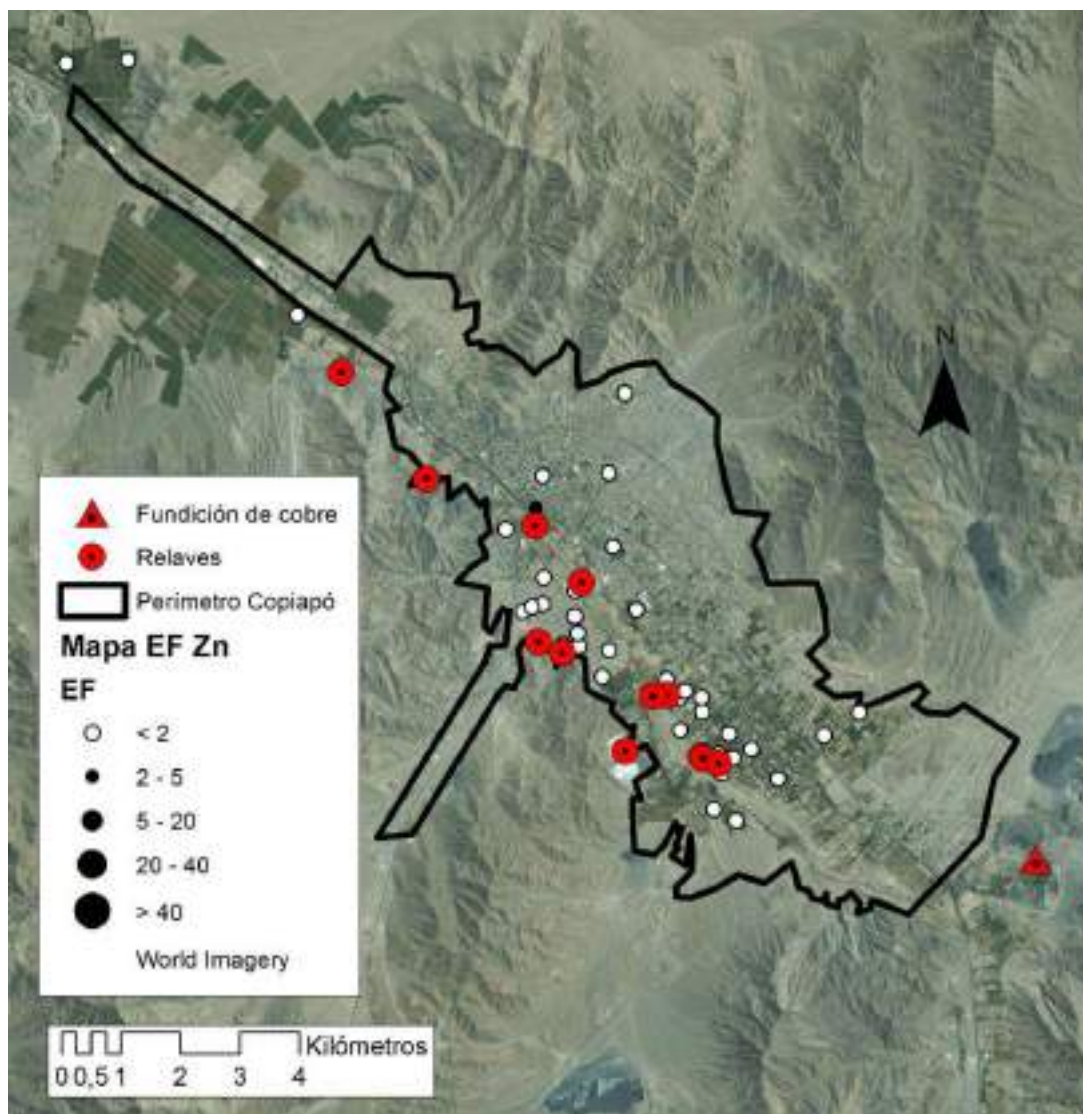 N
Fundición de cobre
Relaves
Perimetro Copiapó
Mapa EF Zn
EF
< 2
2 - 5
5 - 20
20 - 40
> 40
World Imagery
Kilómetros
0 0,5 1 2 3 4